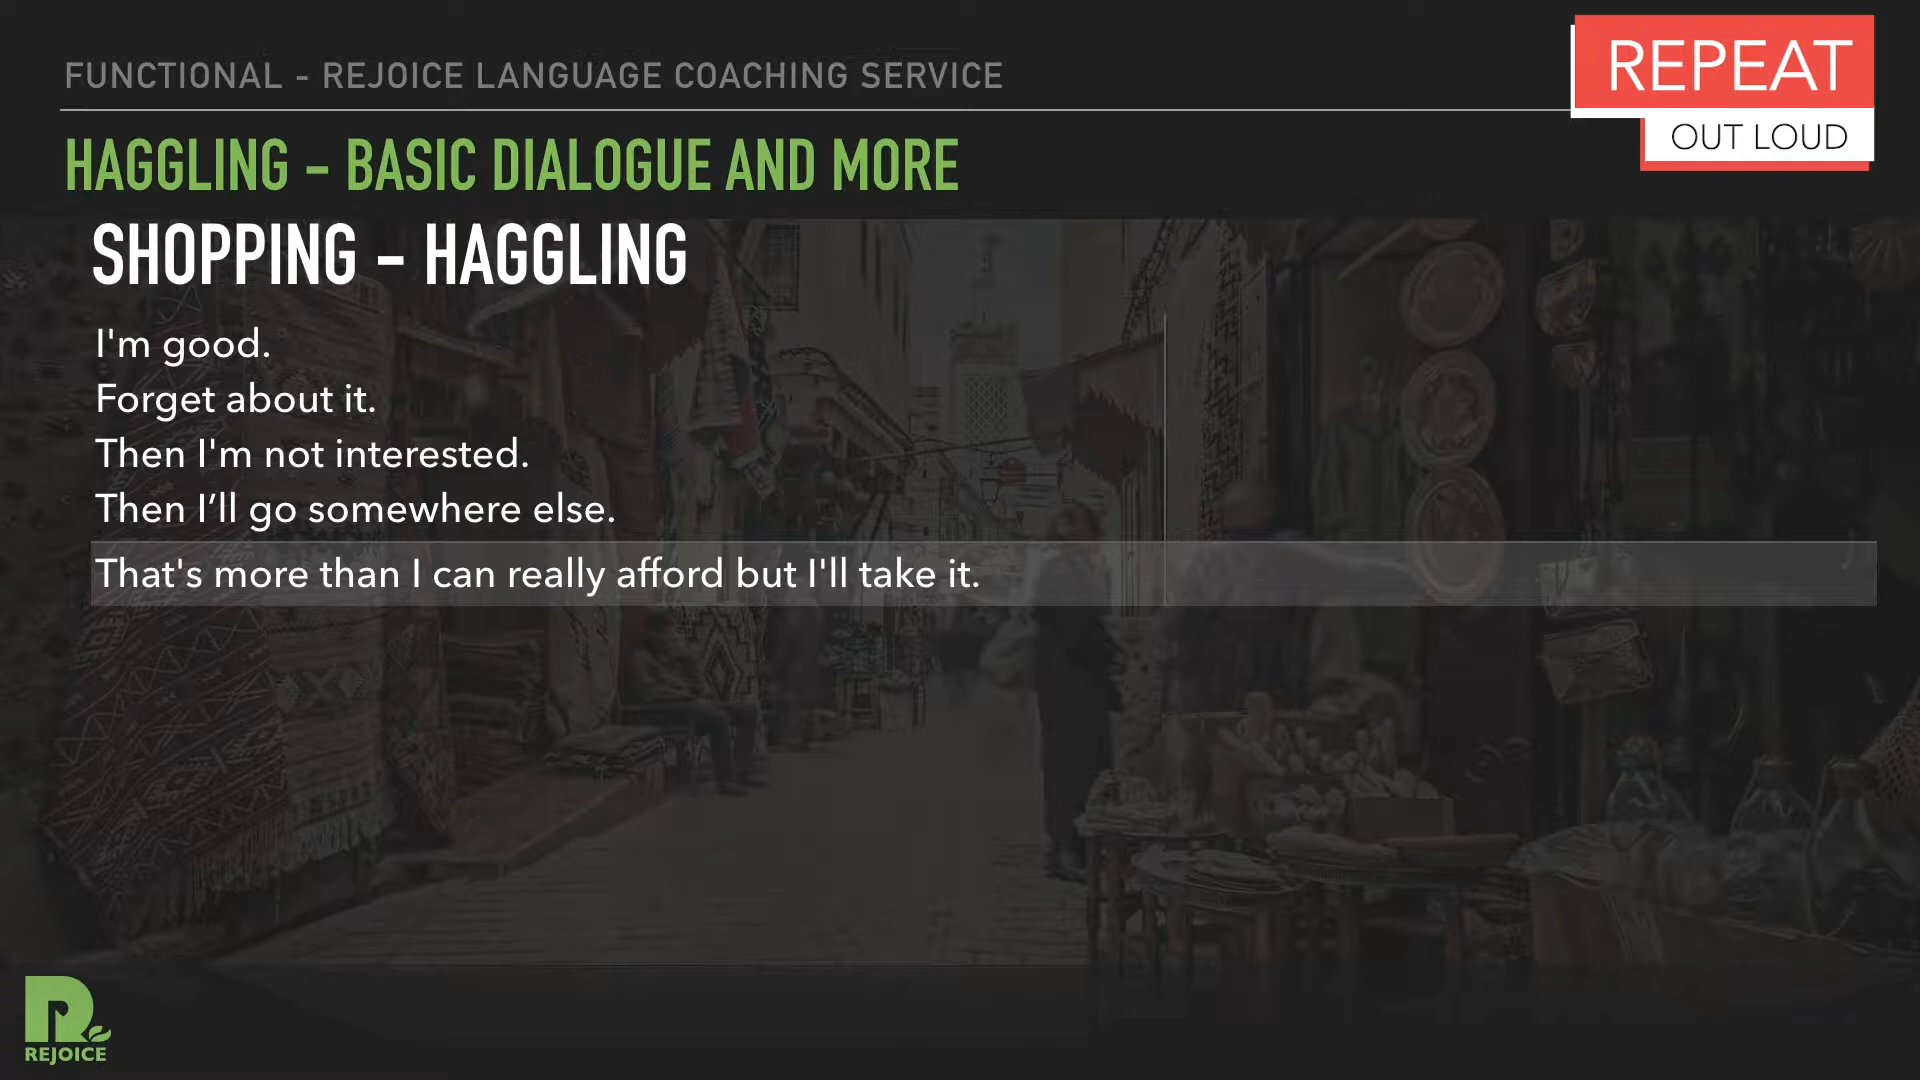 FUNCTIONAL - REJOICE LANGUAGE COACHING SERVICE
REPEAT
OUT LOUD
HAGGLING - BASIC DIALOGUE AND MORE
SHOPPING - HAGGLING
I'm good.
Forget about it.
Then I'm not interested.
Then I’ll go somewhere else.
That's more than I can really afford but I'll take it.
REJOICE